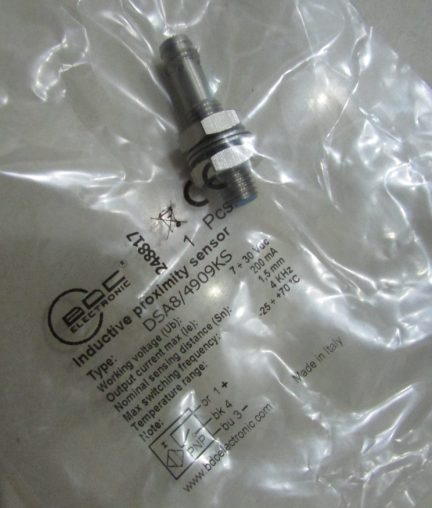 CE
248817
1 Pcs
BDC
ELECTRONIC
Inductive proximity sensor
Type: DSA8/4909KS
Working voltage (Ub): 7 ÷ 30 Vdc
Output current max (Ie): 200 mA
Nominal sensing distance (Sn): 1,5 mm
Max switching frequency: 4 KHz
Temperature range: -25 ÷ +70 °C
Note:
or 1 +
bk 4
bu 3 -
PNP
Made in Italy
www.bdcelectronic.com